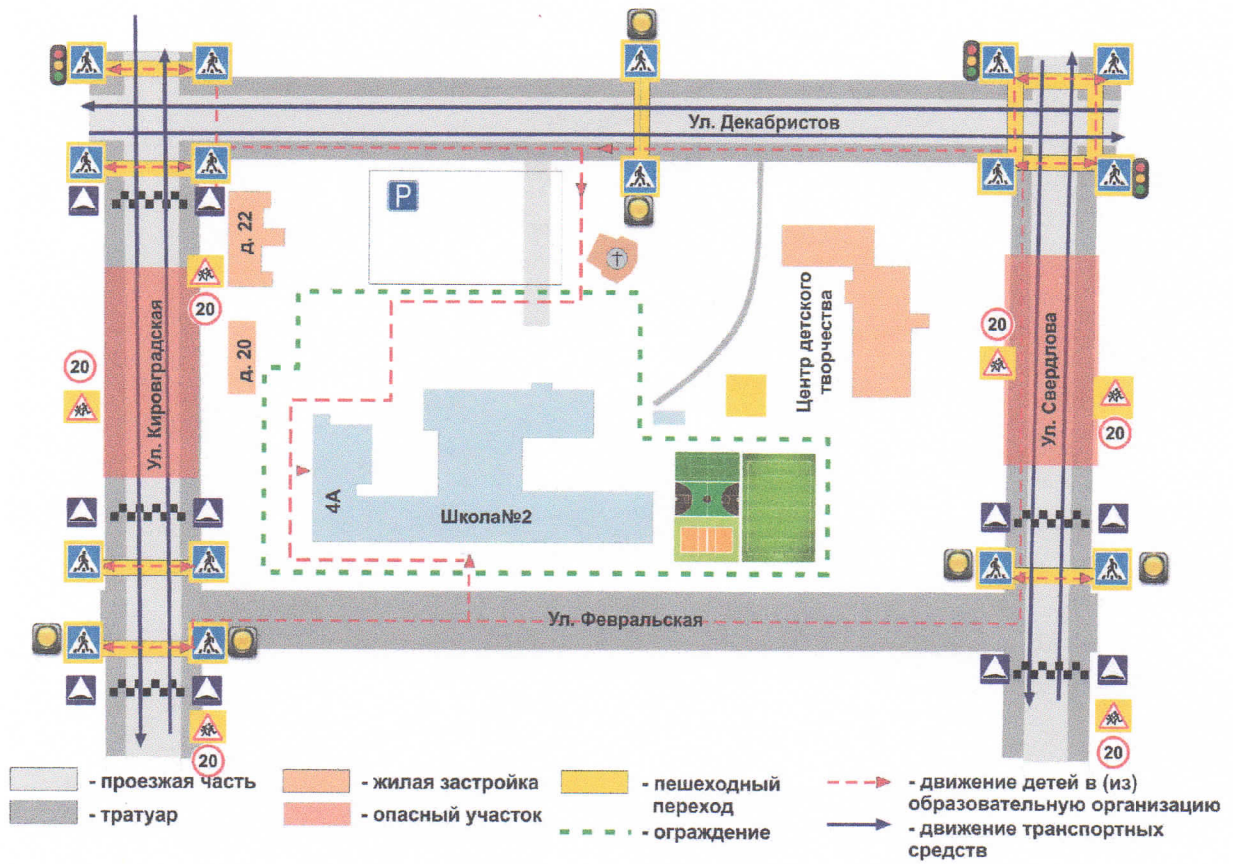 Ул. Декабристов
P
д. 22
20
20
д. 20
Ул. Кировградская
Центр детского
творчества
20
Ул. Свердлова
20
4А
Школа№2
Ул. Февральская
20
20
- проезжая часть
- тратуар
- жилая застройка
- опасный участок
- пешеходный
переход
- ограждение
- движение детей в (из)
образовательную организацию
- движение транспортных
средств